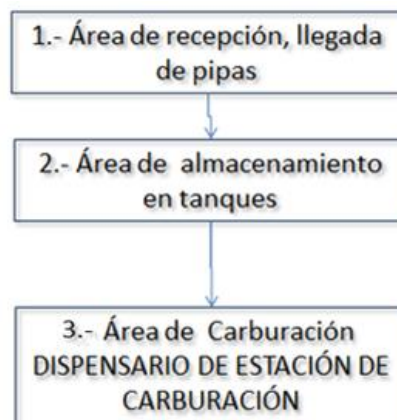 1.- Área de recepción, llegada
de pipas
2.- Área de almacenamiento
en tanques
3.- Área de Carburación
DISPENSARIO DE ESTACIÓN DE
CARBURACIÓN